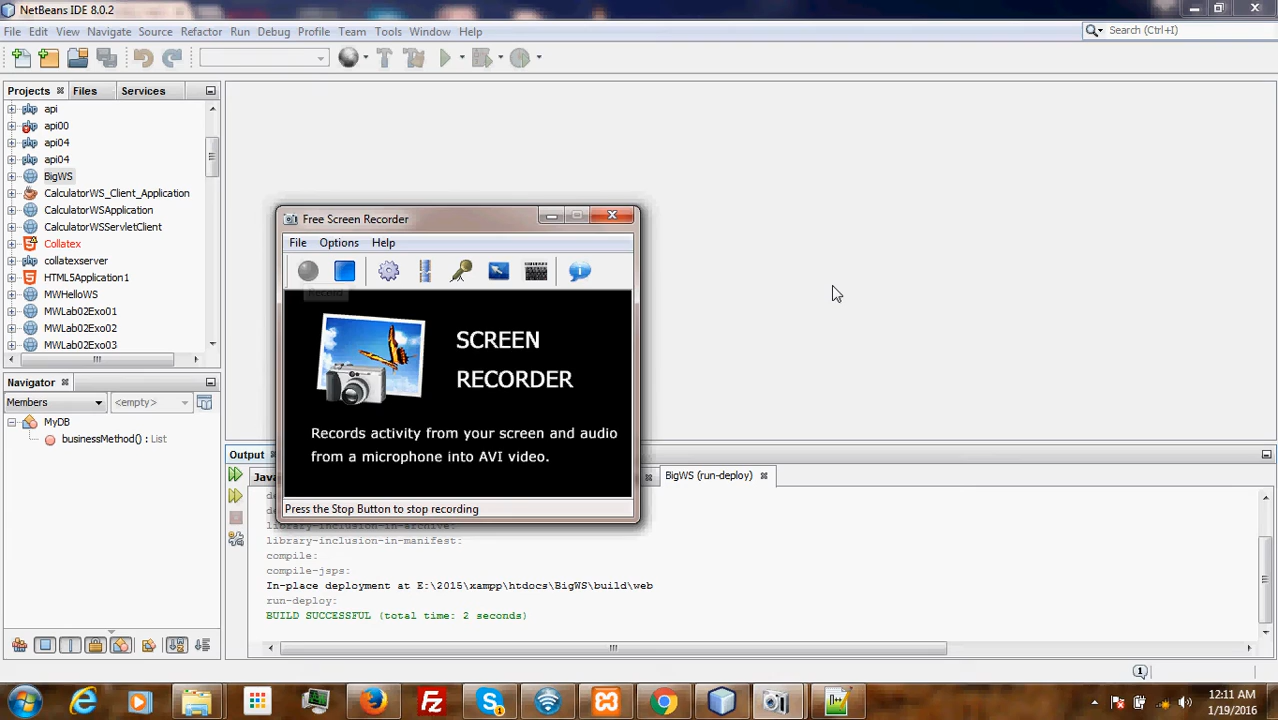 NetBeans IDE 8.0.2
File Edit View Navigate Source Refactor Run Debug Profile Team Tools Window Help
Search (Ctrl+I)
Projects Files Services
api
api00
api04
api04
BigWS
CalculatorWS_Client_Application
CalculatorWSApplication
CalculatorWSServletClient
Collatex
collatexserver
HTML5Application1
MWHelloWS
MWLab02Exo01
MWLab02Exo02
MWLab02Exo03
Navigator
Members <empty>
MyDB
businessMethod() : List
Free Screen Recorder
File Options Help
Record
SCREEN
RECORDER
Records activity from your screen and audio
from a microphone into AVI video.
Press the Stop Button to stop recording
Output
BigWS (run-deploy)
library-inclusion-in-archive:
library-inclusion-in-manifest:
compile:
compile-jsps:
In-place deployment at E:\2015\xampp\htdocs\BigWS\build\web
run-deploy:
BUILD SUCCESSFUL (total time: 2 seconds)
1
12:11 AM
1/19/2016